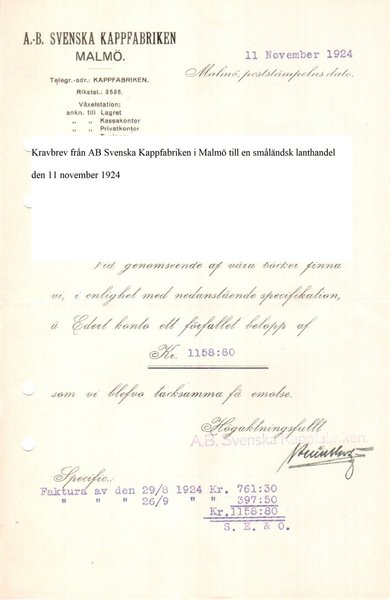 A.-B. SVENSKA KAPPFABRIKEN
MALMÖ.
Telegr.-adr.: KAPPFABRIKEN.
Rikstel.: 3535.
Växelstation:
ankn. till Lagret
„ „ Kassakontor
„ „ Privatkontor
11 November 1924
Malmö, poststämpelns dato.
Kravbrev från AB Svenska Kappfabriken i Malmö till en småländsk lanthandel
den 11 november 1924
Vid genomseende af våra böcker finna
vi, i enlighet med nedanstående specifikation,
å Edert konto ett förfallet belopp af
Kr. 1158:80
som vi blefvo tacksamma få emotse.
Högaktningsfullt
A.B. Svenska Kappfabriken.
Specific.:
Faktura av den 29/8 1924 Kr. 761:30
„ „ „ 26/9 „ „ 397:50
Kr.1158:80
S. E. & O.